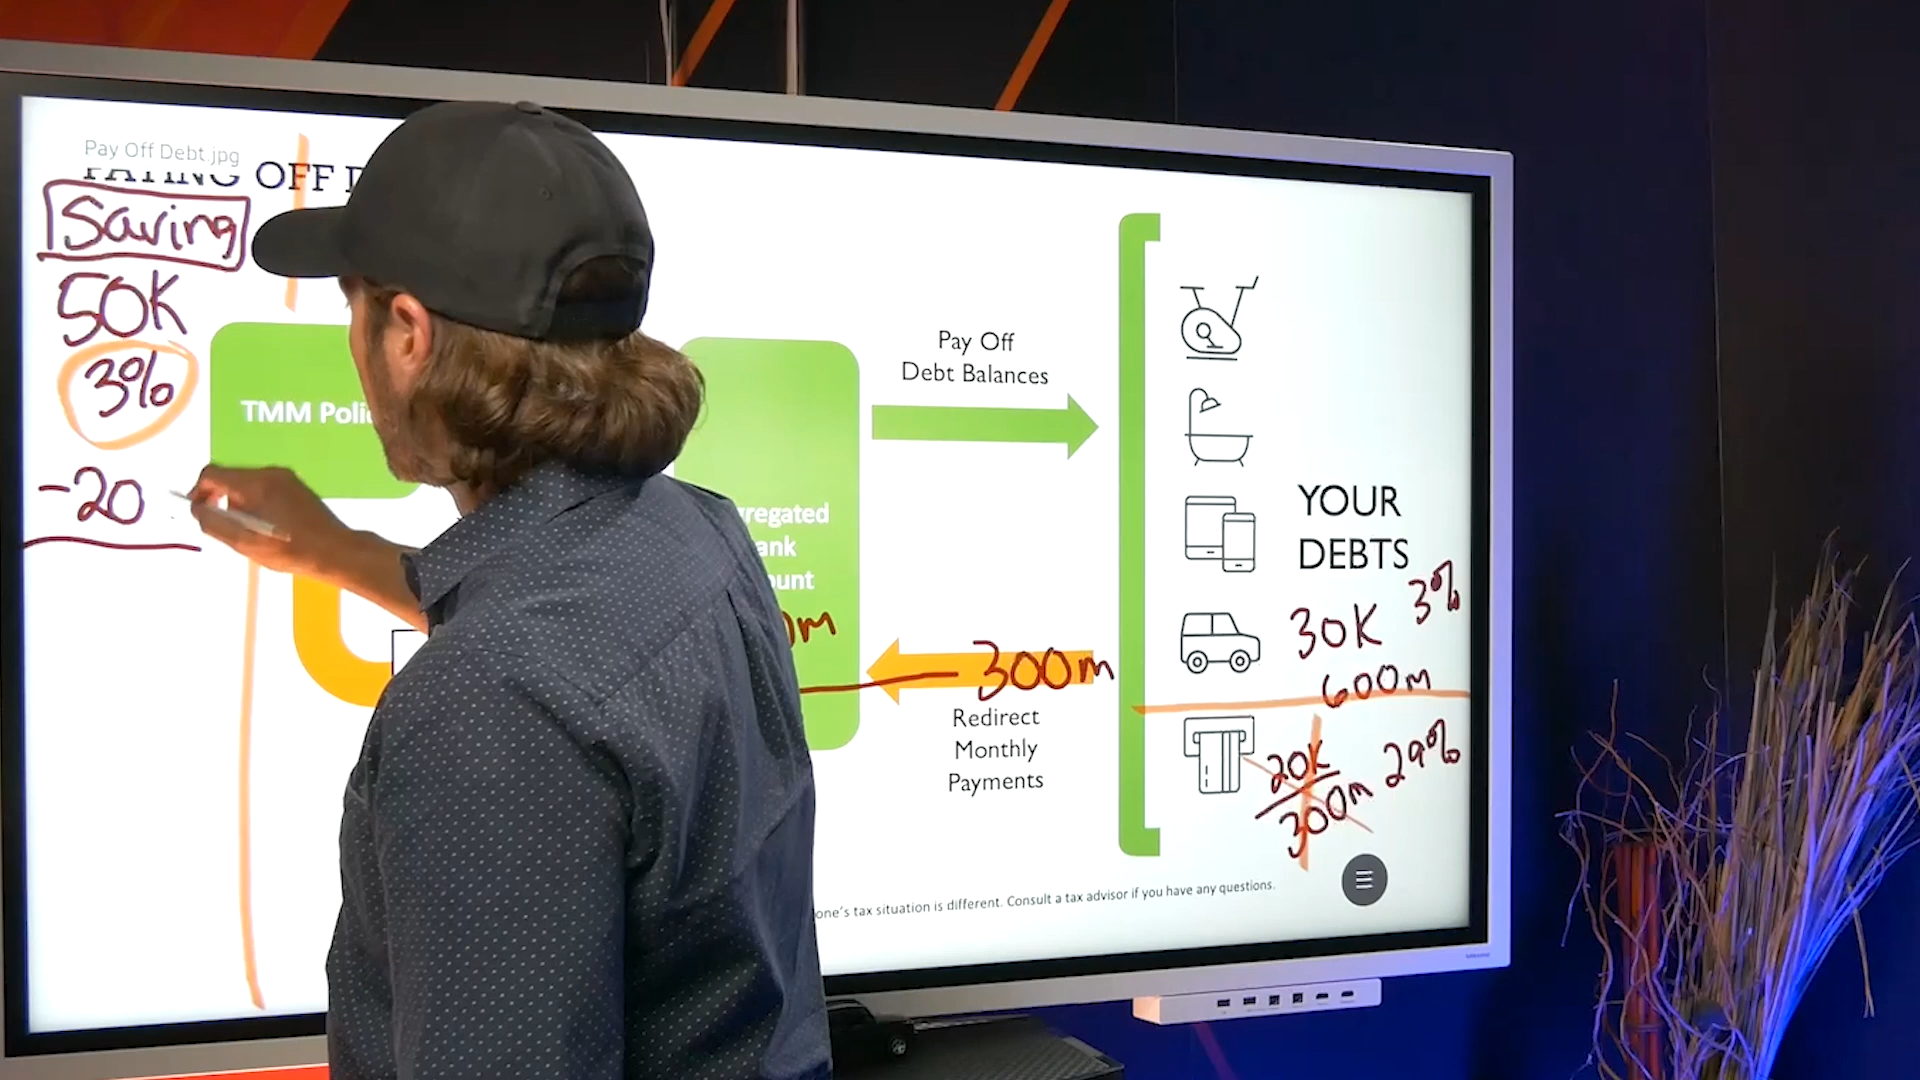 Pay Off Debt.jpg
PAYING OFF D
Saving
50K
3%
-20
TMM Polic
regated
ank
unt
m
Pay Off
Debt Balances
300m
Redirect
Monthly
Payments
YOUR
DEBTS
3%
30K
600m
20K
29%
300m
one's tax situation is different. Consult a tax advisor if you have any questions.